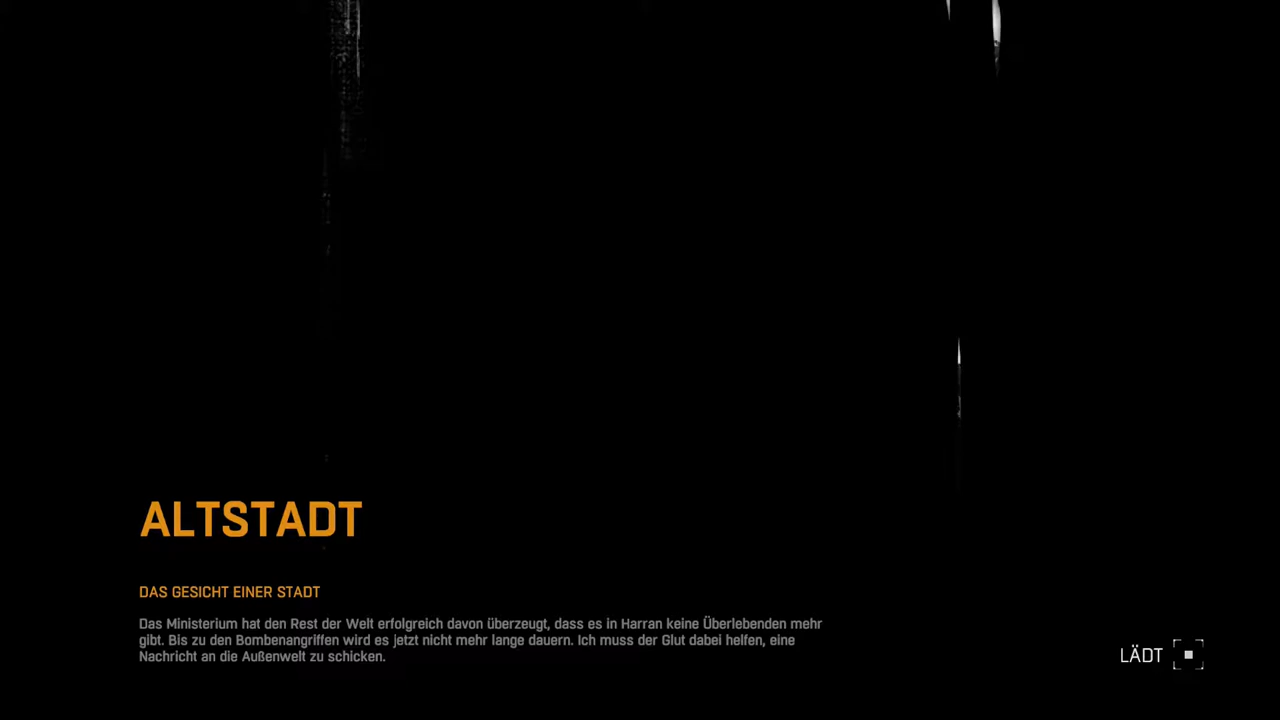 ALTSTADT
DAS GESICHT EINER STADT
Das Ministerium hat den Rest der Welt erfolgreich davon überzeugt, dass es in Harran keine Überlebenden mehr
gibt. Bis zu den Bombenangriffen wird es jetzt nicht mehr lange dauern. Ich muss der Glut dabei helfen, eine
Nachricht an die Außenwelt zu schicken.
LÄDT